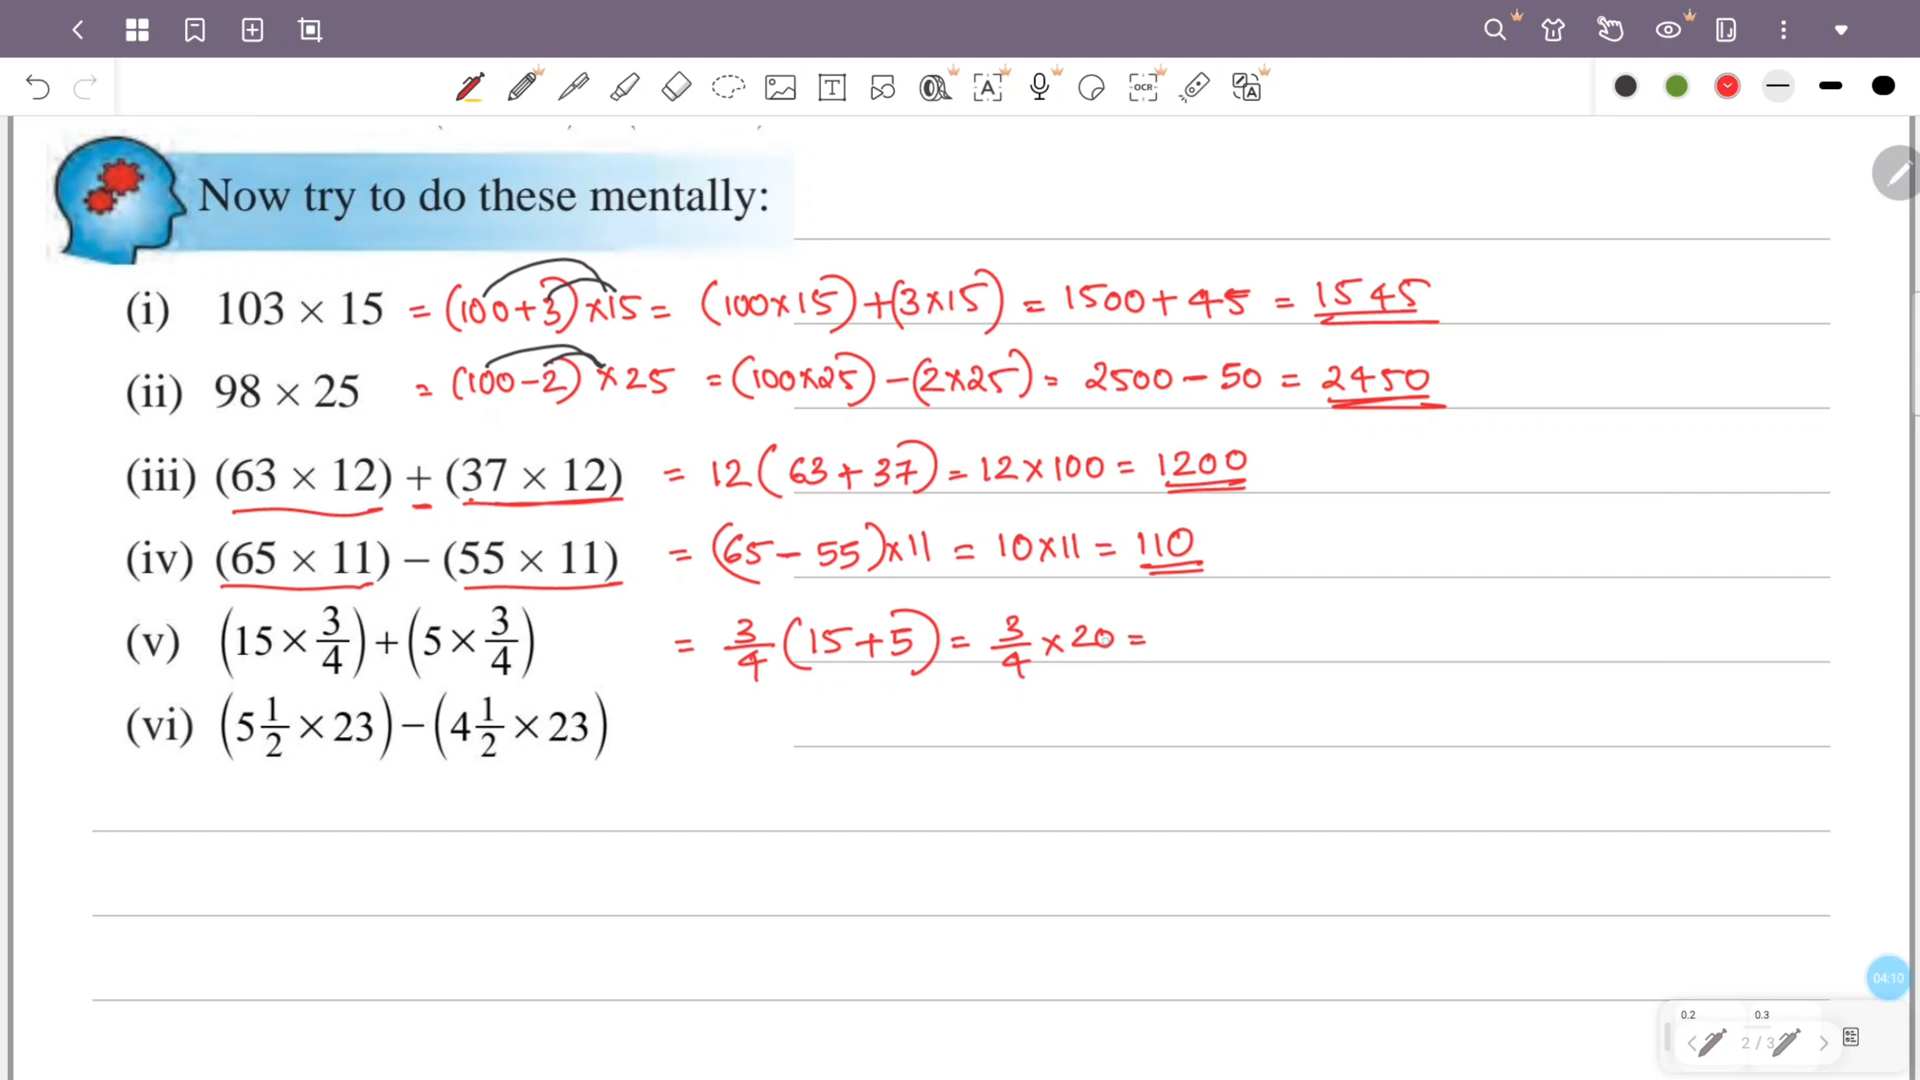 Now try to do these mentally:
(i) 103 × 15 = (100+3)×15 = (100×15)+(3×15) = 1500+45 = 1545
(ii) 98 × 25 = (100-2)×25 = (100×25)-(2×25) = 2500-50 = 2450
(iii) (63 × 12) + (37 × 12) = 12(63+37) = 12×100 = 1200
(iv) (65 × 11) − (55 × 11) = (65-55)×11 = 10×11 = 110
(v) (15 × 3/4) + (5 × 3/4) = 3/4(15+5) = 3/4×20 =
(vi) (5 1/2 × 23) − (4 1/2 × 23)
04:10
0.2 0.3
2 / 3